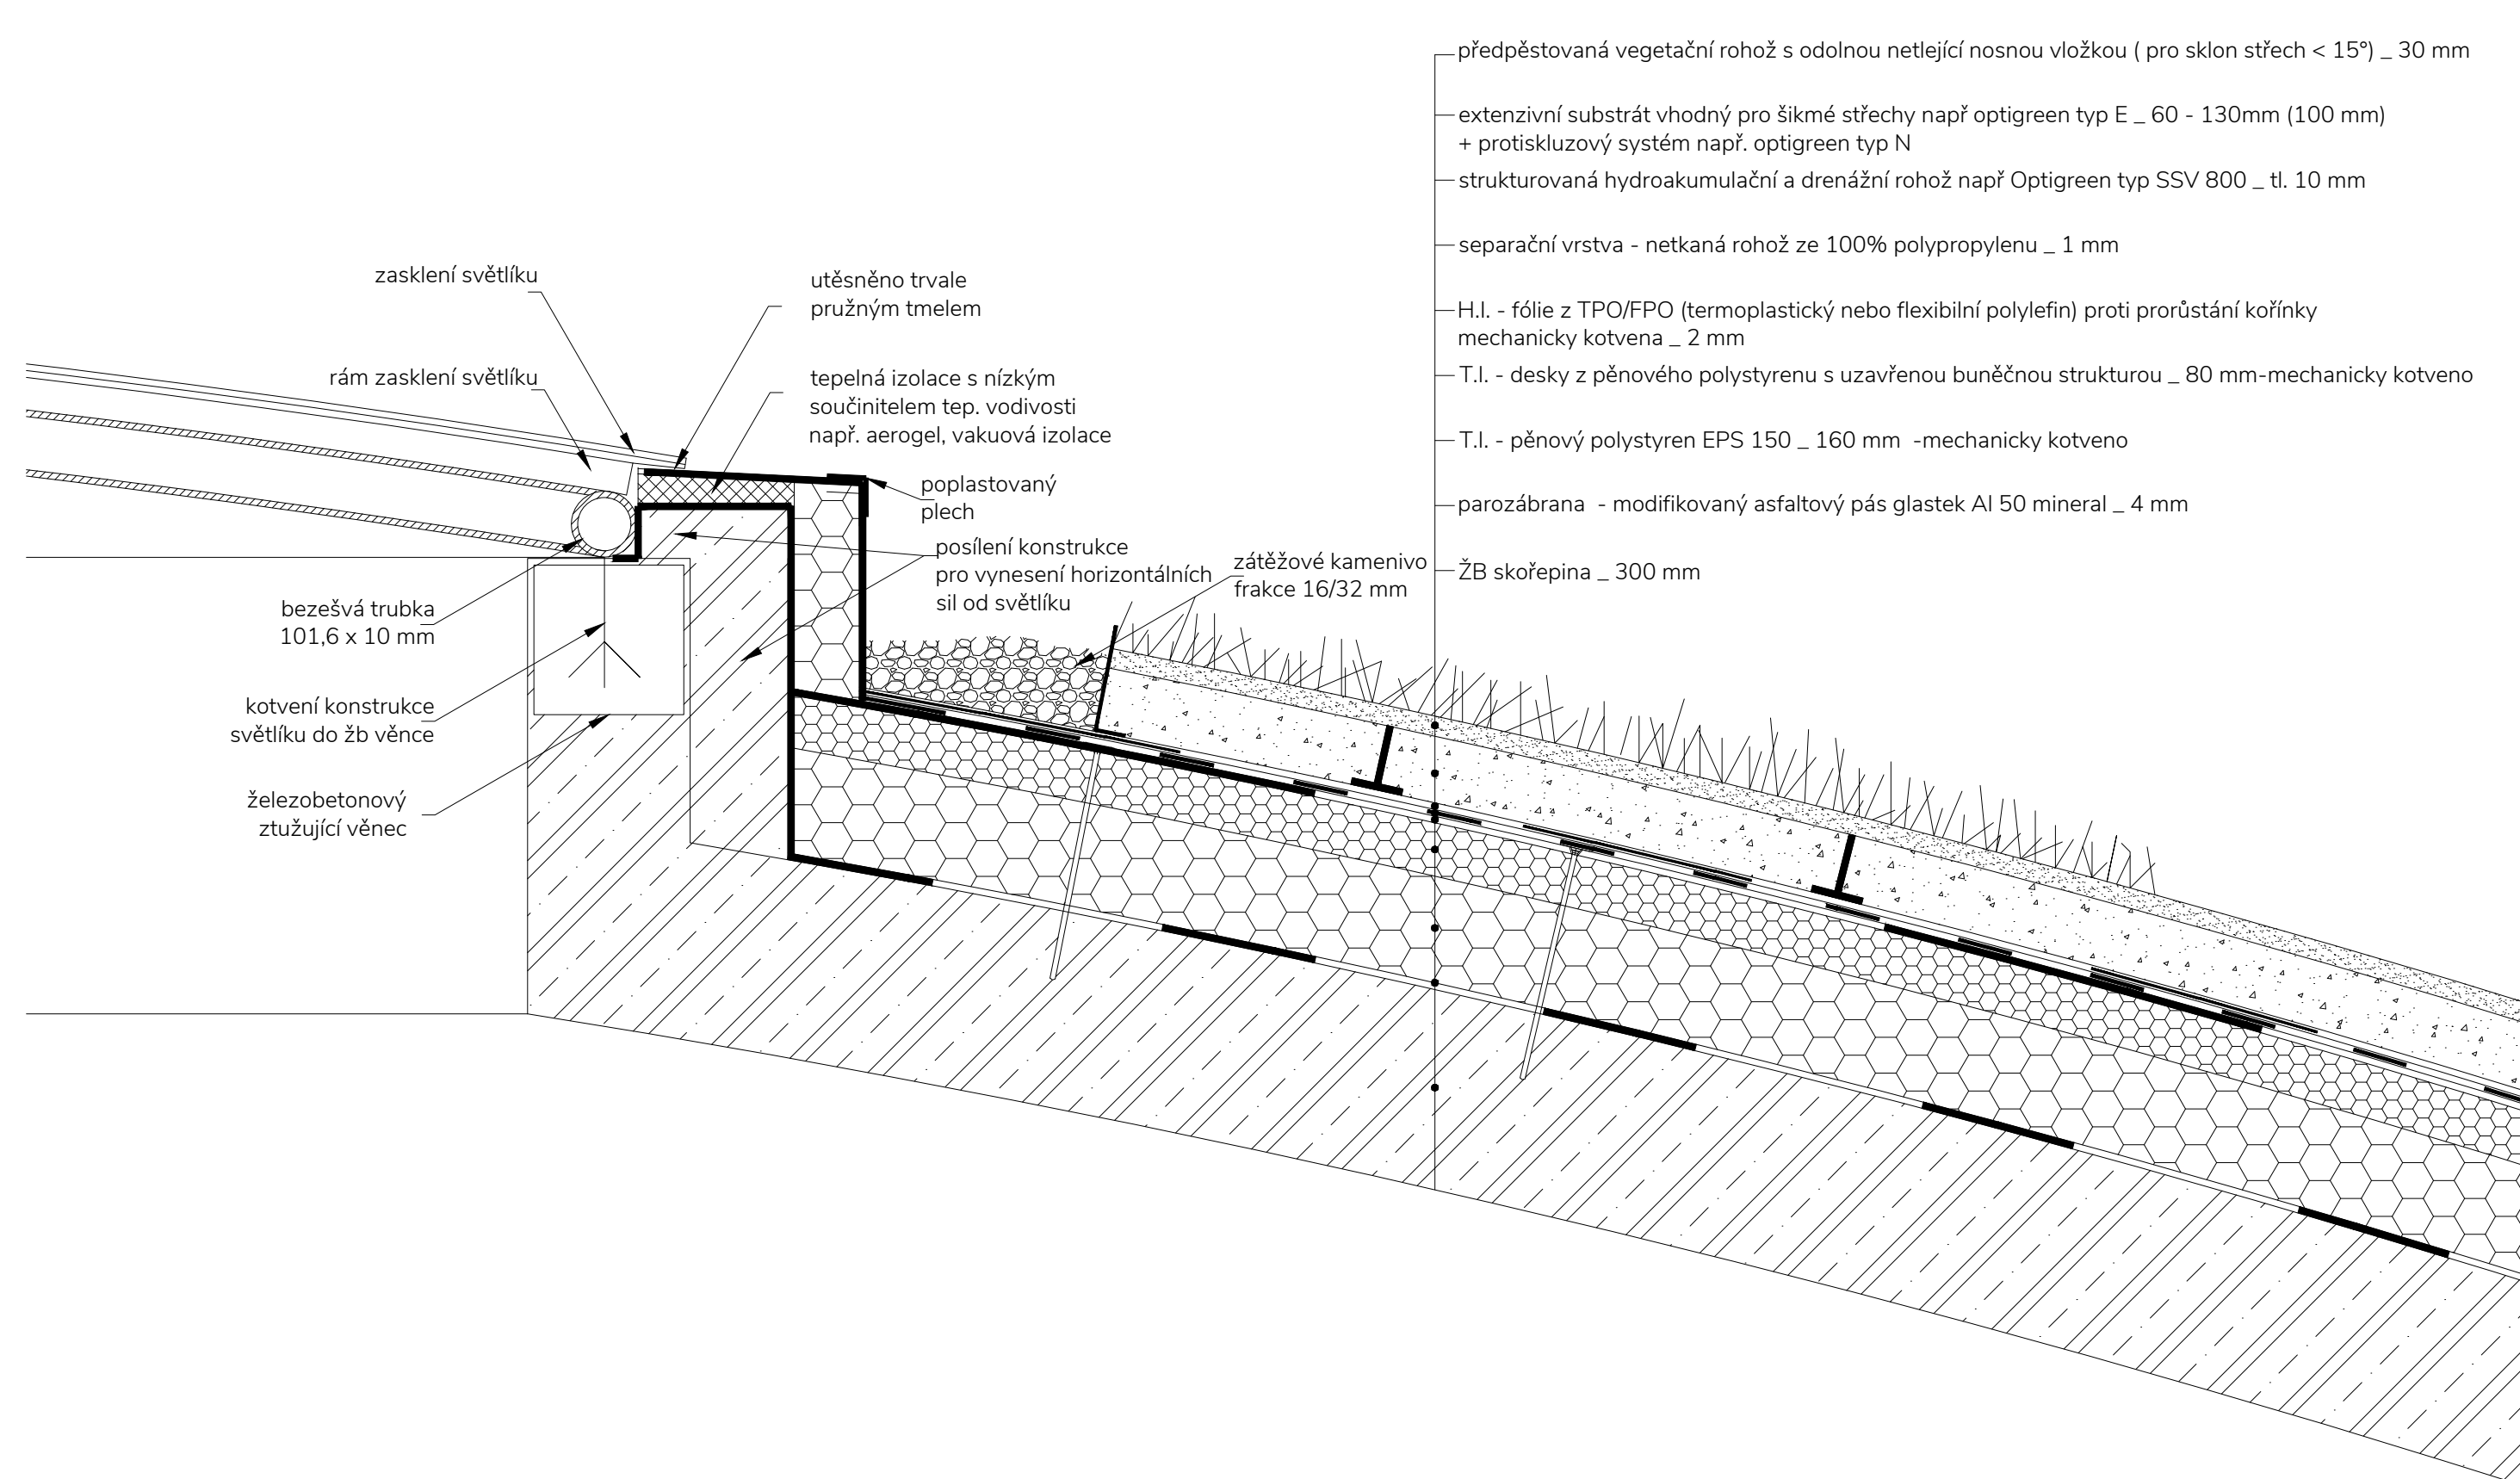 předpěstovaná vegetační rohož s odolnou netlející nosnou vložkou ( pro sklon střech < 15°) _ 30 mm
extenzivní substrát vhodný pro šikmé střechy např optigreen typ E _ 60 - 130mm (100 mm)
+ protiskluzový systém např. optigreen typ N
strukturovaná hydroakumulační a drenážní rohož např Optigreen typ SSV 800 _ tl. 10 mm
separační vrstva - netkaná rohož ze 100% polypropylenu _ 1 mm
H.I. - fólie z TPO/FPO (termoplastický nebo flexibilní polylefin) proti prorůstání kořínky
mechanicky kotvena _ 2 mm
T.I. - desky z pěnového polystyrenu s uzavřenou buněčnou strukturou _ 80 mm-mechanicky kotveno
T.I. - pěnový polystyren EPS 150 _ 160 mm  -mechanicky kotveno
parozábrana  - modifikovaný asfaltový pás glastek Al 50 mineral _ 4 mm
ŽB skořepina _ 300 mm
zasklení světlíku
rám zasklení světlíku
utěsněno trvale
pružným tmelem
tepelná izolace s nízkým
součinitelem tep. vodivosti
např. aerogel, vakuová izolace
poplastovaný
plech
posílení konstrukce
pro vynesení horizontálních
sil od světlíku
zátěžové kamenivo
frakce 16/32 mm
bezešvá trubka
101,6 x 10 mm
kotvení konstrukce
světlíku do žb věnce
železobetonový
ztužující věnec